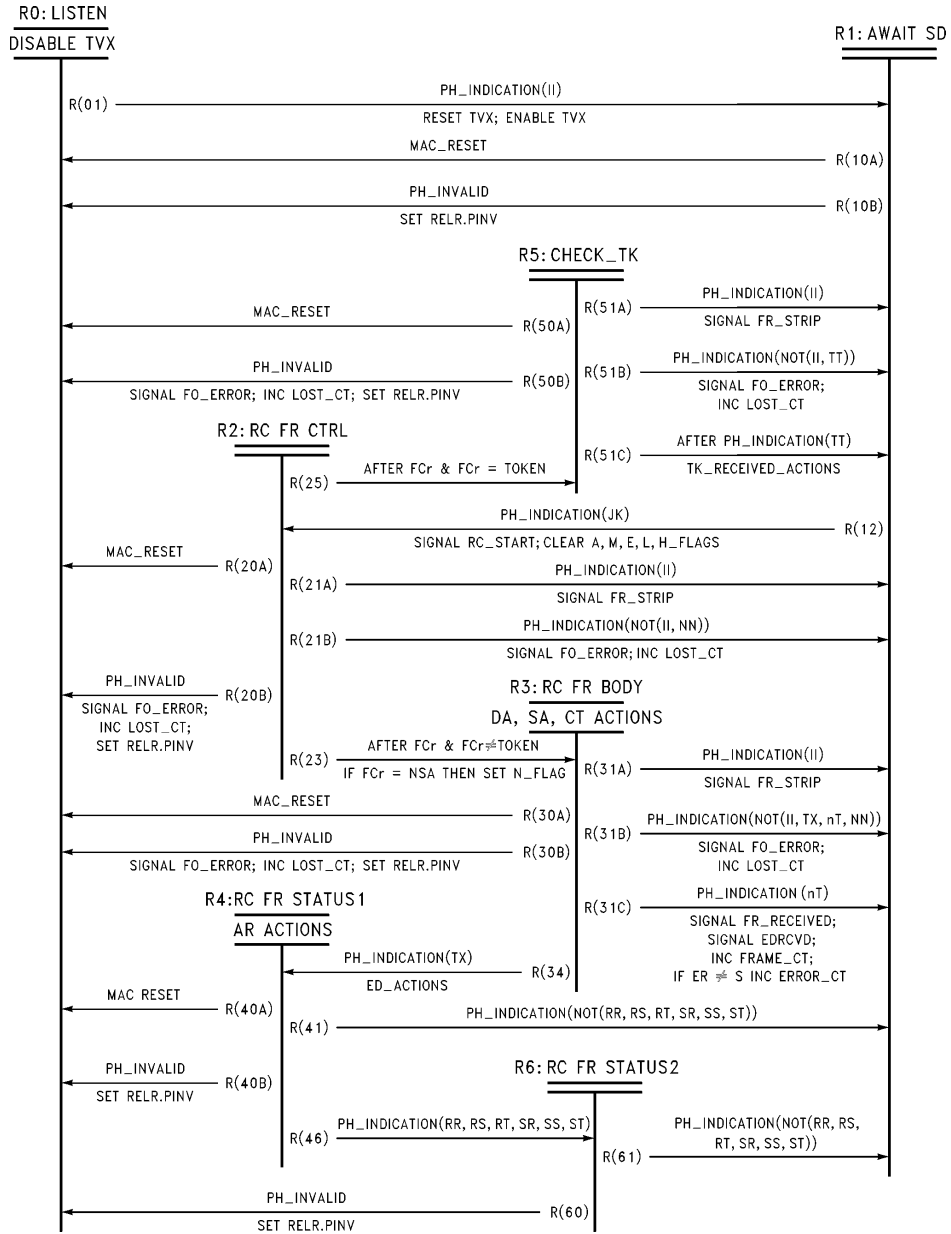 R0: LISTEN
DISABLE TVX
R1: AWAIT SD
R(01)
PH_INDICATION(II)
RESET TVX; ENABLE TVX
MAC_RESET
R(10A)
PH_INVALID
SET RELR.PINV
R(10B)
R5: CHECK_TK
R(51A)
PH_INDICATION(II)
SIGNAL FR_STRIP
MAC_RESET
R(50A)
PH_INVALID
SIGNAL FO_ERROR; INC LOST_CT; SET RELR.PINV
R(50B)
R(51B)
PH_INDICATION(NOT(II, TT))
SIGNAL FO_ERROR;
INC LOST_CT
R2: RC FR CTRL
R(25)
AFTER FCr & FCr = TOKEN
R(51C)
AFTER PH_INDICATION(TT)
TK_RECEIVED_ACTIONS
PH_INDICATION(JK)
SIGNAL RC_START; CLEAR A, M, E, L, H_FLAGS
R(12)
MAC_RESET
R(20A)
R(21A)
PH_INDICATION(II)
SIGNAL FR_STRIP
R(21B)
PH_INDICATION(NOT(II, NN))
SIGNAL FO_ERROR; INC LOST_CT
PH_INVALID
SIGNAL FO_ERROR;
INC LOST_CT;
SET RELR.PINV
R(20B)
R3: RC FR BODY
DA, SA, CT ACTIONS
R(23)
AFTER FCr & FCr≠TOKEN
IF FCr = NSA THEN SET N_FLAG
R(31A)
PH_INDICATION(II)
SIGNAL FR_STRIP
MAC_RESET
R(30A)
PH_INVALID
SIGNAL FO_ERROR; INC LOST_CT; SET RELR.PINV
R(30B)
R(31B)
PH_INDICATION(NOT(II, TX, nT, NN))
SIGNAL FO_ERROR;
INC LOST_CT
R(31C)
PH_INDICATION (nT)
SIGNAL FR_RECEIVED;
SIGNAL EDRCVD;
INC FRAME_CT;
IF ER ≠ S INC ERROR_CT
R4:RC FR STATUS1
AR ACTIONS
PH_INDICATION(TX)
ED_ACTIONS
R(34)
MAC RESET
R(40A)
R(41)
PH_INDICATION(NOT(RR, RS, RT, SR, SS, ST))
PH_INVALID
SET RELR.PINV
R(40B)
R6: RC FR STATUS2
R(46)
PH_INDICATION(RR, RS, RT, SR, SS, ST)
R(61)
PH_INDICATION(NOT(RR, RS,
RT, SR, SS, ST))
PH_INVALID
SET RELR.PINV
R(60)